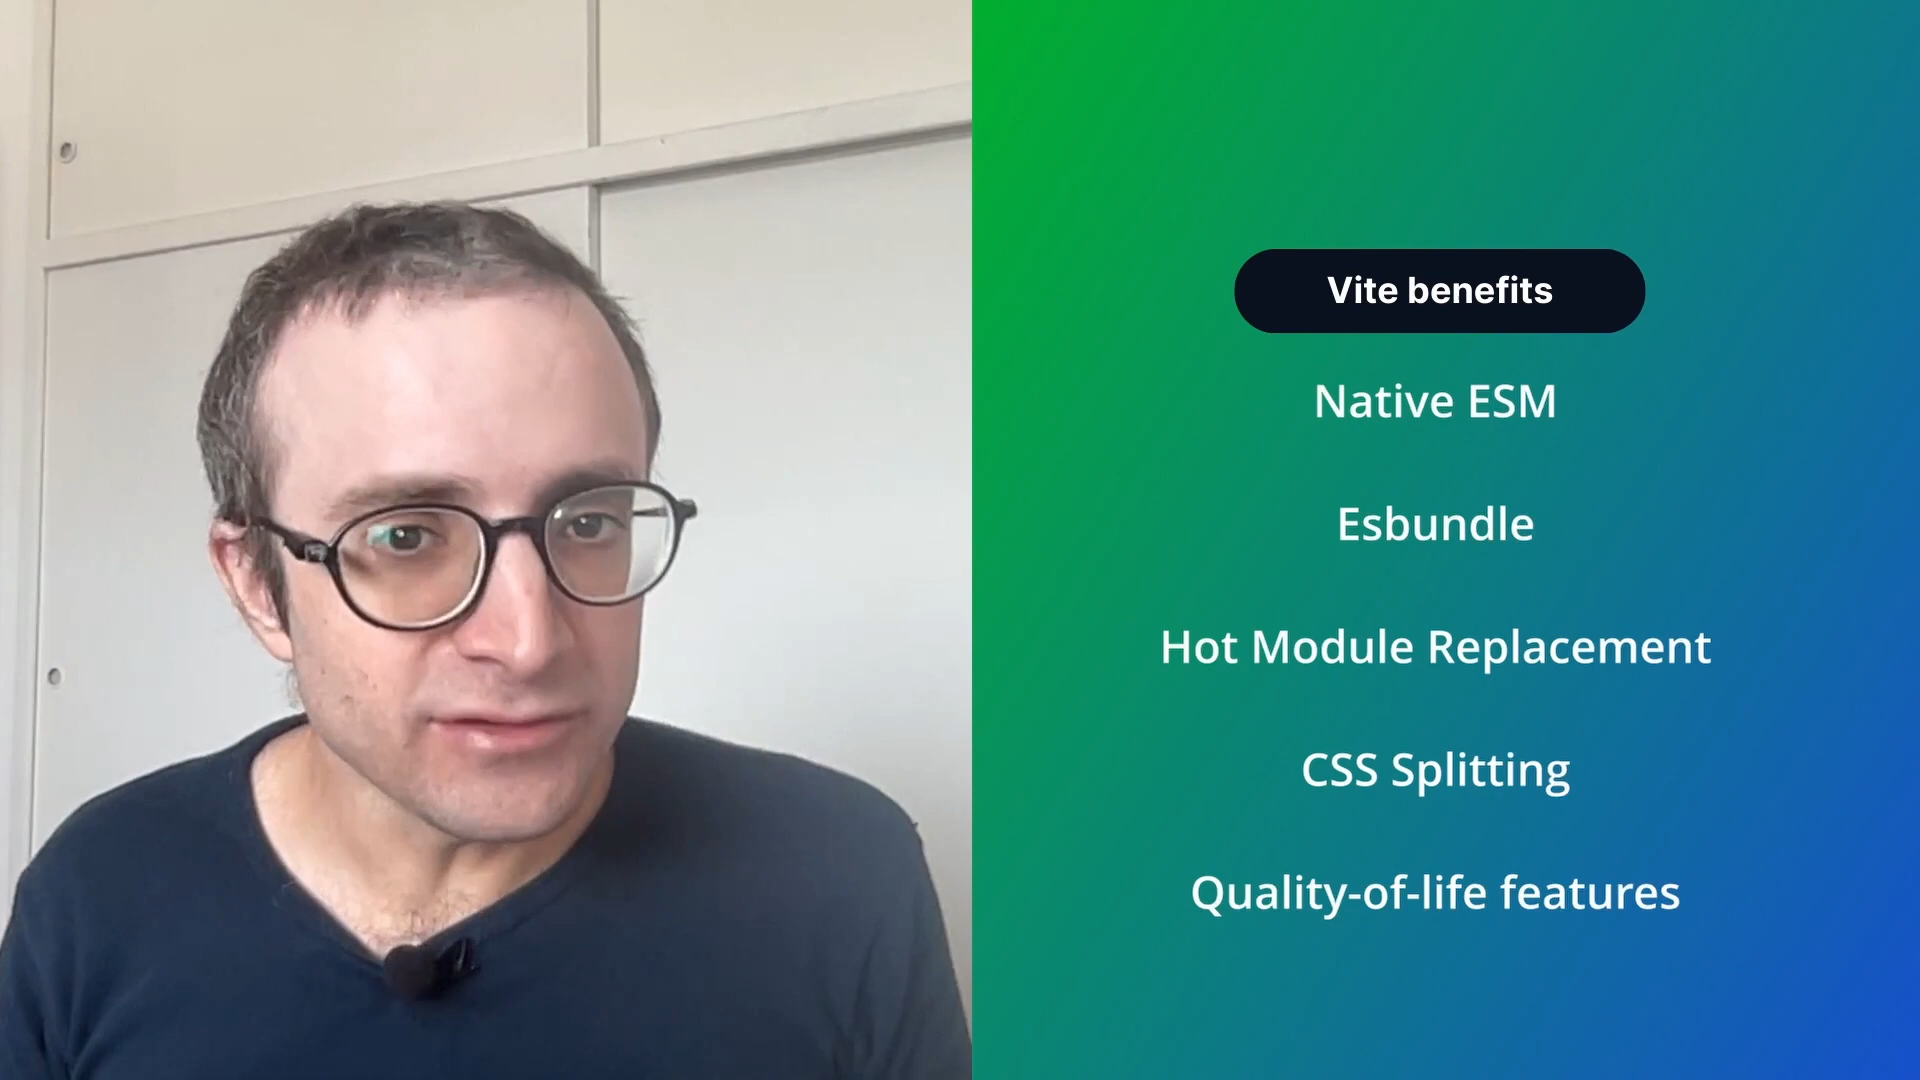 Vite benefits
Native ESM
Esbundle
Hot Module Replacement
CSS Splitting
Quality-of-life features